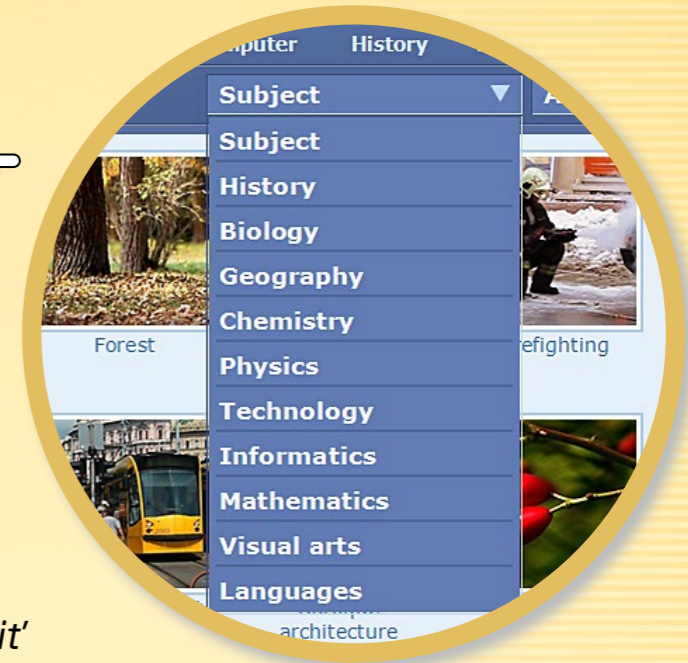 History
Subject
Subject
History
Biology
Geography
Chemistry
Physics
Technology
Informatics
Mathematics
Visual arts
Languages
Forest
architecture